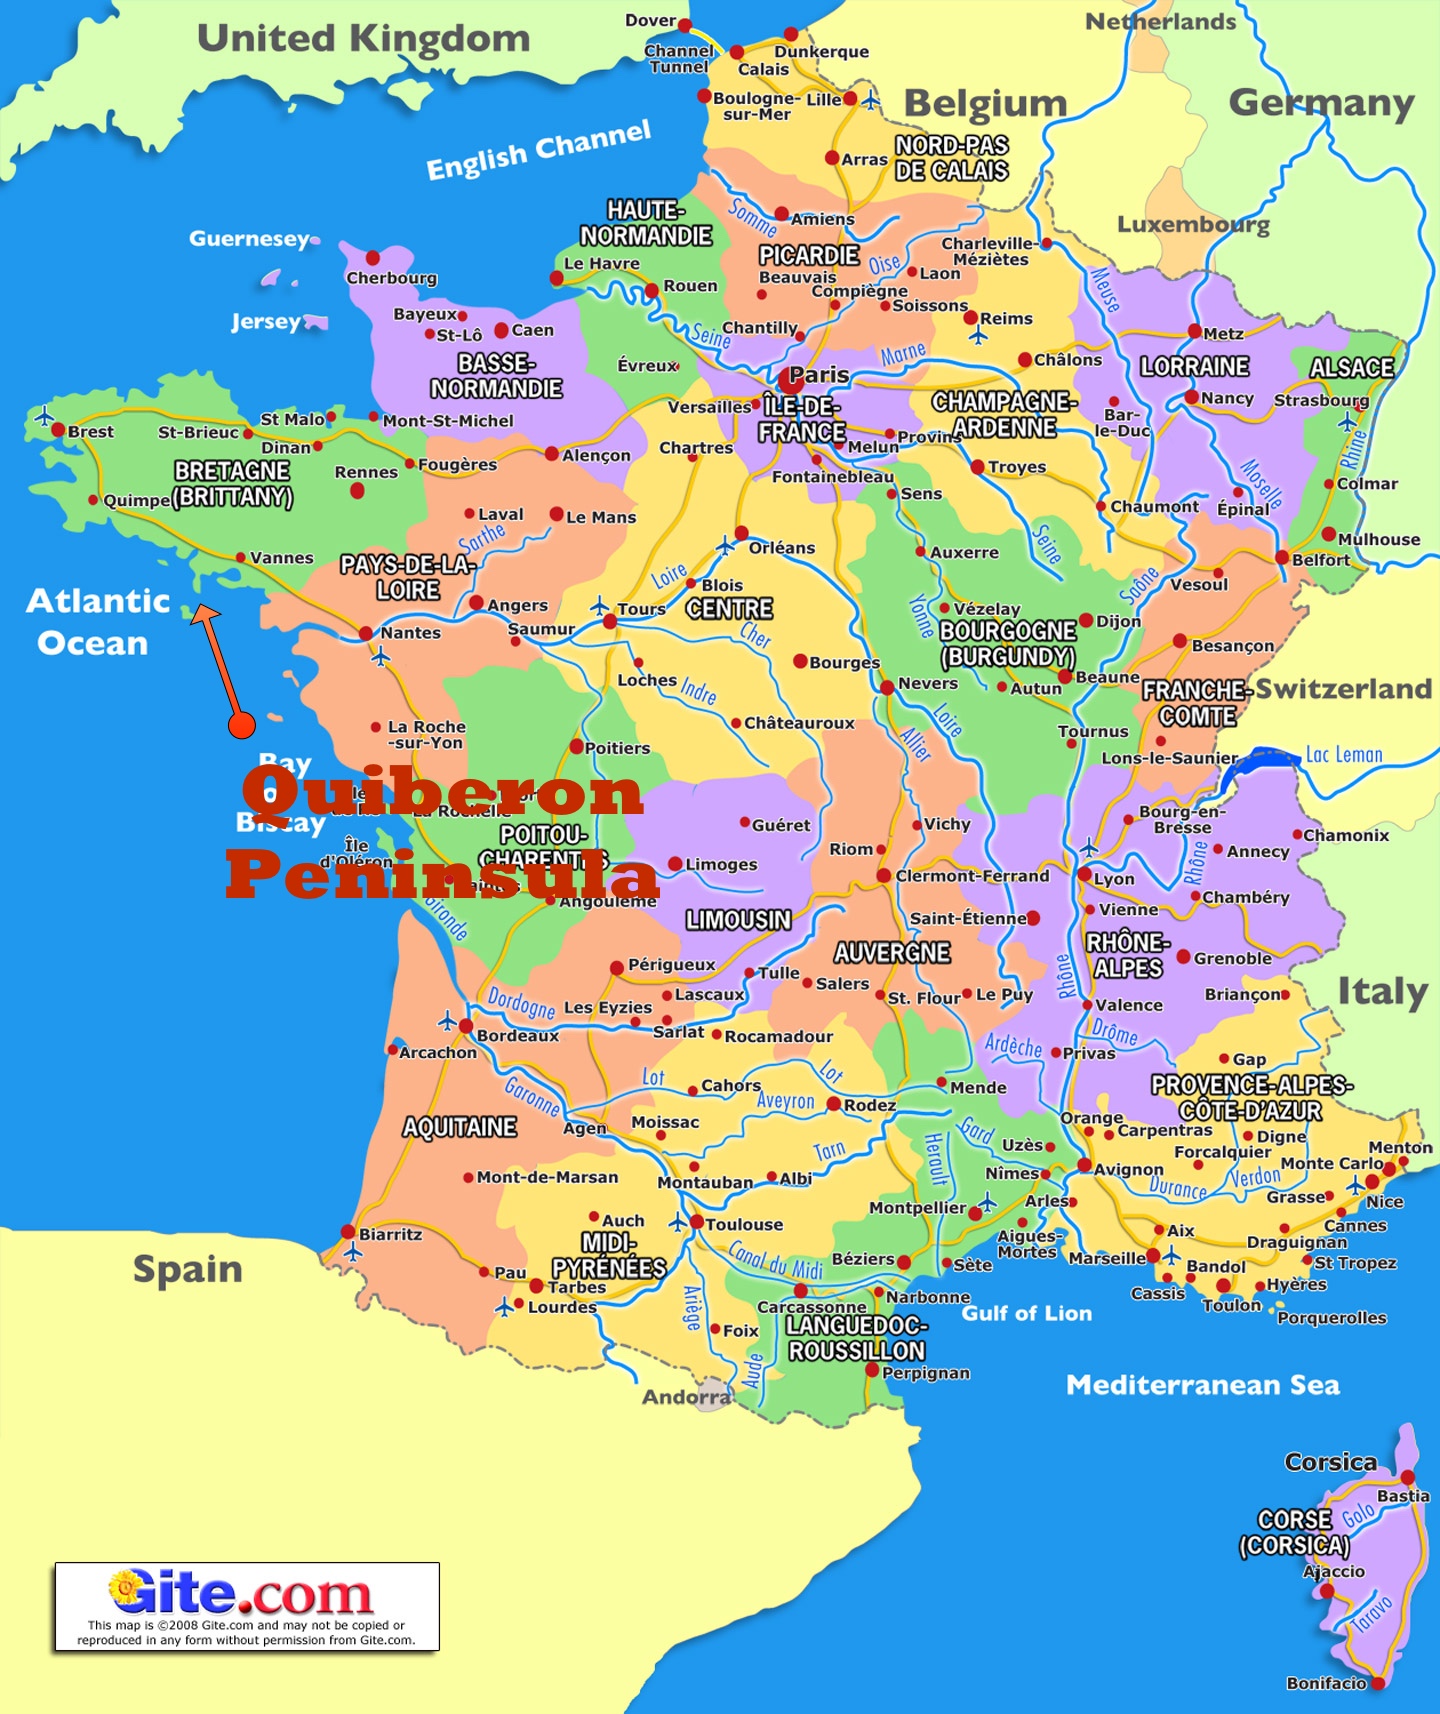 United Kingdom
Dover
Channel
Tunnel
Calais
Dunkerque
Netherlands
Boulogne-
sur-Mer
Lille
Belgium
Germany
English Channel
Arras
NORD-PAS
DE CALAIS
HAUTE-
NORMANDIE
Somme
Amiens
PICARDIE
Luxembourg
Guernesey
Charleville-
Mézières
Cherbourg
Le Havre
Rouen
Beauvais
Oise
Laon
Compiègne
Soissons
Meuse
Jersey
Bayeux
St-Lô
Caen
Seine
Chantilly
Reims
Metz
BASSE-
NORMANDIE
Évreux
Paris
Marne
Châlons
LORRAINE
ALSACE
Versailles
ÎLE-DE-
FRANCE
CHAMPAGNE-
ARDENNE
Bar-
le-Duc
Nancy
Strasbourg
Brest
St-Brieuc
St Malo
Mont-St-Michel
Dinan
Alençon
Chartres
Melun
Provins
Rhine
BRETAGNE
(BRITTANY)
Rennes
Fougères
Fontainebleau
Troyes
Moselle
Colmar
Quimper
Laval
Le Mans
Sens
Chaumont
Épinal
Sarthe
Orléans
Auxerre
Seine
Mulhouse
Vannes
PAYS-DE-LA-
LOIRE
Loire
Blois
Belfort
Vesoul
Saône
Atlantic
Ocean
Angers
Tours
CENTRE
Yonne
Vézelay
Dijon
Nantes
Saumur
Cher
BOURGOGNE
(BURGUNDY)
Besançon
Loches
Indre
Bourges
Nevers
Autun
Beaune
FRANCHE-
COMTE
Switzerland
La Roche
-sur-Yon
Châteauroux
Loire
Allier
Tournus
Poitiers
Lons-le-Saunier
Lac Leman
Bay
Biscay
Quiberon
Peninsula
La Rochelle
Île
d'Oléron
POITOU-
CHARENTES
Guéret
Vichy
Bourg-en-
Bresse
Chamonix
Riom
Rhône
Annecy
Limoges
Clermont-Ferrand
Lyon
Chambéry
Angoulême
Gironde
LIMOUSIN
Saint-Étienne
Vienne
AUVERGNE
RHÔNE-
ALPES
Grenoble
Périgueux
Tulle
Salers
Rhône
Italy
Dordogne
Les Eyzies
Lascaux
St. Flour
Le Puy
Valence
Briançon
Bordeaux
Sarlat
Rocamadour
Drôme
Arcachon
Ardèche
Privas
Gap
Garonne
Lot
Cahors
Lot
Mende
PROVENCE-ALPES-
CÔTE-D'AZUR
Aveyron
Rodez
AQUITAINE
Agen
Moissac
Gard
Orange
Carpentras
Digne
Tarn
Herault
Uzès
Forcalquier
Menton
Mont-de-Marsan
Montauban
Albi
Nîmes
Avignon
Monte Carlo
Durance
Verdon
Grasse
Nice
Auch
Toulouse
Montpellier
Arles
Cannes
Biarritz
MIDI-
PYRÉNÉES
Canal du Midi
Béziers
Aigues-
Mortes
Aix
Draguignan
Spain
Pau
Tarbes
Sète
Marseille
Bandol
St Tropez
Lourdes
Ariège
Carcassonne
Narbonne
Cassis
Toulon
Hyères
Porquerolles
Foix
LANGUEDOC-
ROUSSILLON
Gulf of Lion
Aude
Perpignan
Andorra
Mediterranean Sea
Corsica
Bastia
CORSE
(CORSICA)
Golo
Ajaccio
Taravo
Bonifacio
Gite.com
This map is ©2008 Gite.com and may not be copied or
reproduced in any form without permission from Gite.com.